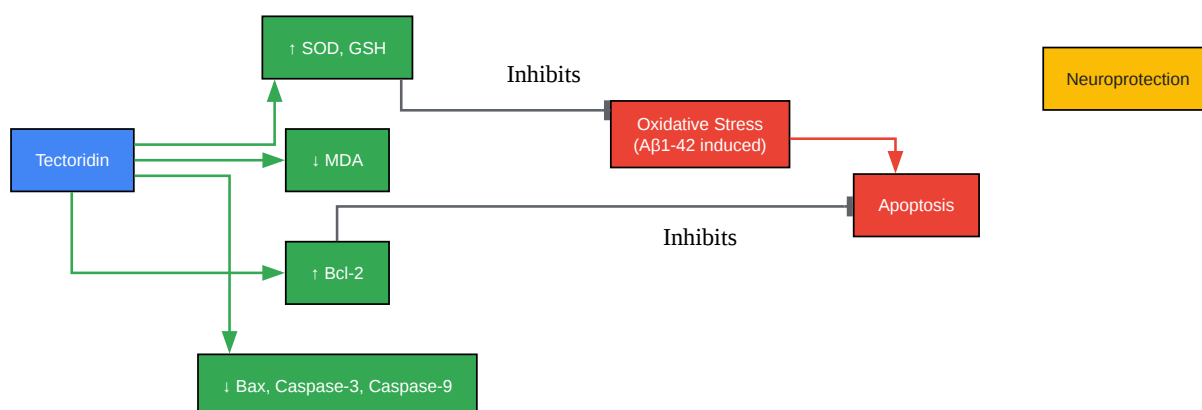 ↑ SOD, GSH
Inhibits
Neuroprotection
Oxidative Stress
(Aβ1-42 induced)
Tectoridin
↓ MDA
Apoptosis
Inhibits
↑ Bcl-2
↓ Bax, Caspase-3, Caspase-9